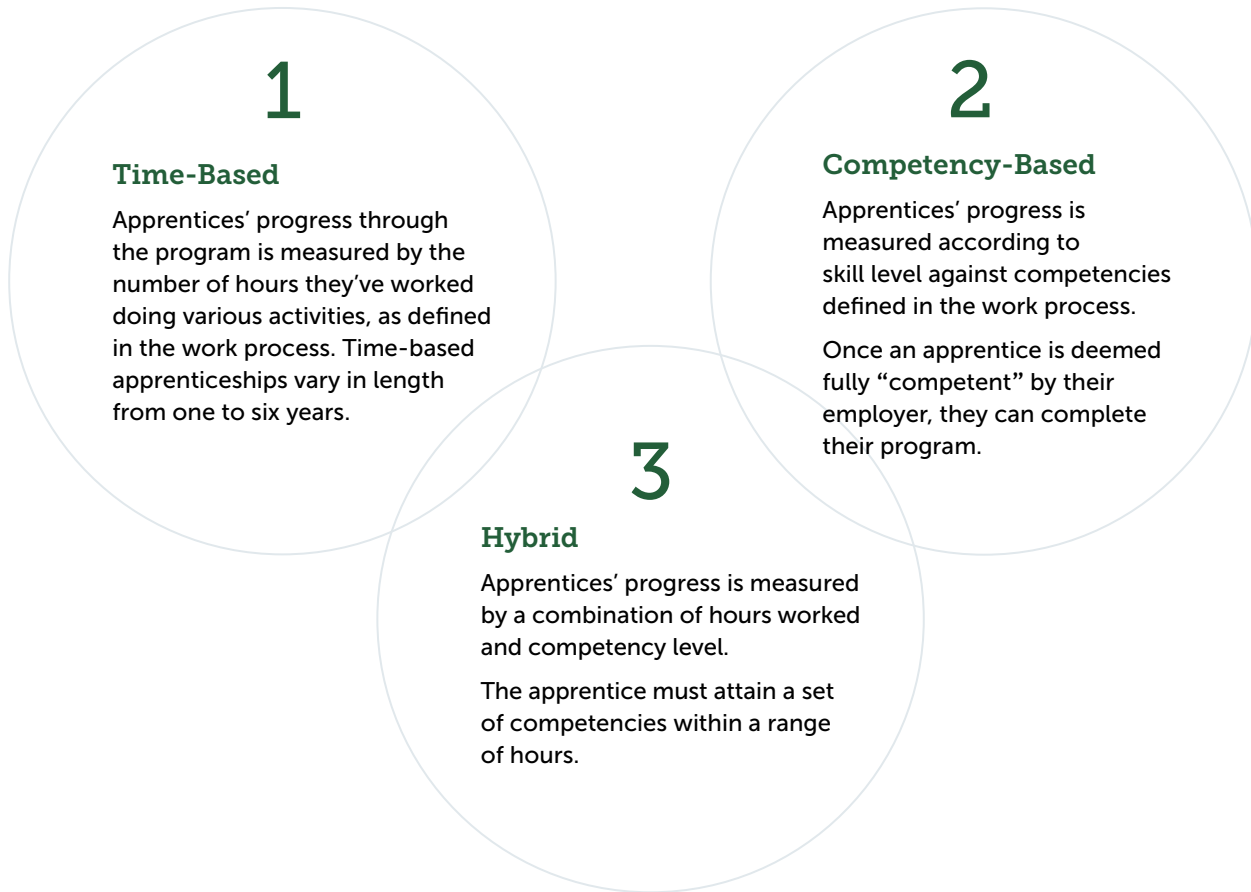 1
Time-Based
Apprentices’ progress through
the program is measured by the
number of hours they’ve worked
doing various activities, as defined
in the work process. Time-based
apprenticeships vary in length
from one to six years.
2
Competency-Based
Apprentices’ progress is
measured according to
skill level against competencies
defined in the work process.
Once an apprentice is deemed
fully “competent” by their
employer, they can complete
their program.
3
Hybrid
Apprentices’ progress is measured
by a combination of hours worked
and competency level.
The apprentice must attain a set
of competencies within a range
of hours.